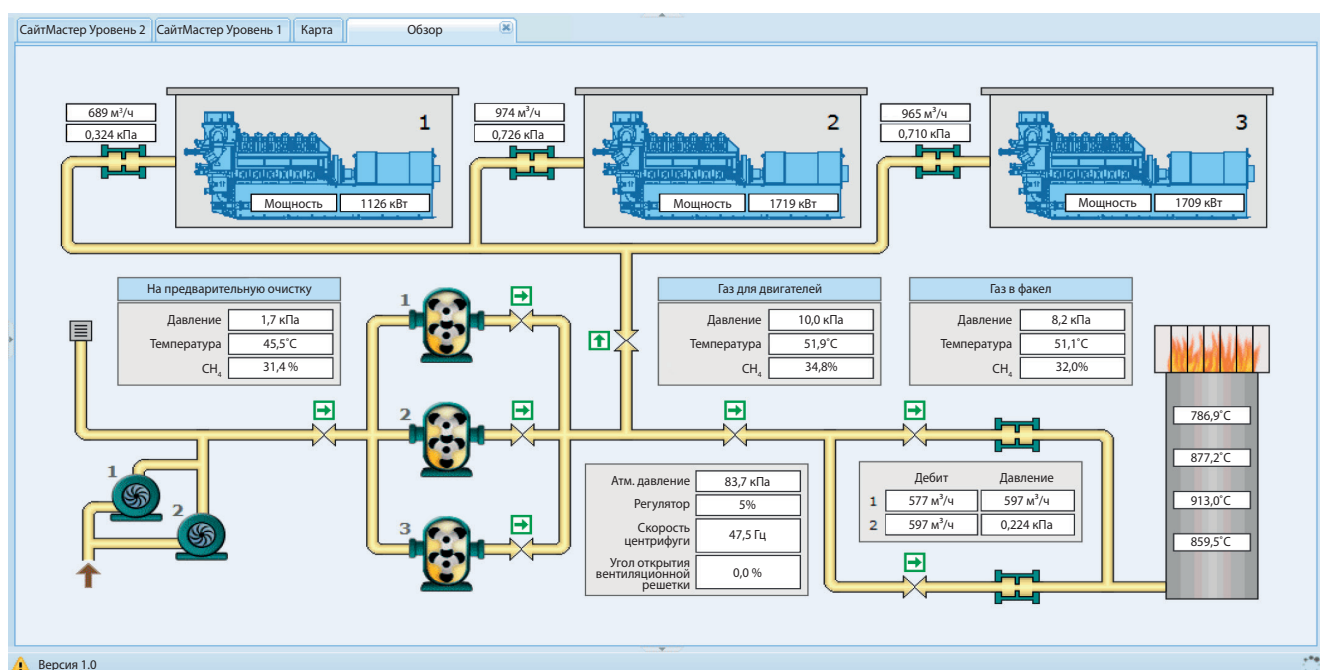 СайтМастер Уровень 2 СайтМастер Уровень 1 Карта Обзор
689 м³/ч
0,324 кПа
1
Мощность 1126 кВт
974 м³/ч
0,726 кПа
2
Мощность 1719 кВт
965 м³/ч
0,710 кПа
3
Мощность 1709 кВт
На предварительную очистку
Давление 1,7 кПа
Температура 45,5˚С
CH₄ 31,4 %
1
2
3
Газ для двигателей
Давление 10,0 кПа
Температура 51,9˚С
CH₄ 34,8%
Газ в факел
Давление 8,2 кПа
Температура 51,1˚С
CH₄ 32,0%
786,9˚С
877,2˚С
913,0˚С
859,5˚С
1
2
Атм. давление 83,7 кПа
Регулятор 5%
Скорость
центрифуги
47,5 Гц
Угол открытия
вентиляционной
решетки
0,0 %
Дебит Давление
1 577 м³/ч 597 м³/ч
2 597 м³/ч 0,224 кПа
Версия 1.0